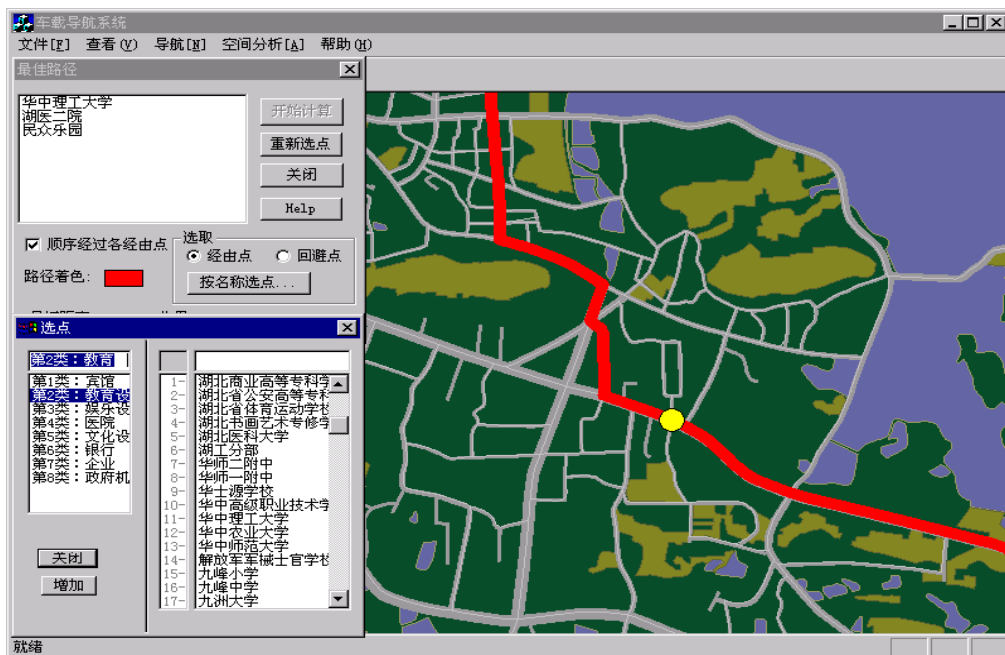 车载导航系统
文件[F] 查看(V) 导航[N] 空间分析[A] 帮助(H)
最佳路径
华中理工大学
湖医二院
民众乐园
开始计算
重新选点
关闭
Help
顺序经过各经由点
选取
经由点 回避点
路径着色:
按名称选点...
选点
第2类:教育
第1类:宾馆
第2类:教育设
第3类:娱乐设
第4类:医院
第5类:文化设
第6类:银行
第7类:企业
第8类:政府机
关闭
增加
1- 湖北商业高等专科学
2- 湖北省公安高等专科
3- 湖北省体育运动学校
4- 湖北书画艺术专修学
5- 湖北医科大学
6- 湖工分部
7- 华师二附中
8- 华师一附中
9- 华士源学校
10- 华中高级职业技术学
11- 华中理工大学
12- 华中农业大学
13- 华中师范大学
14- 解放军军械士官学校
15- 九峰小学
16- 九峰中学
17- 九洲大学
就绪